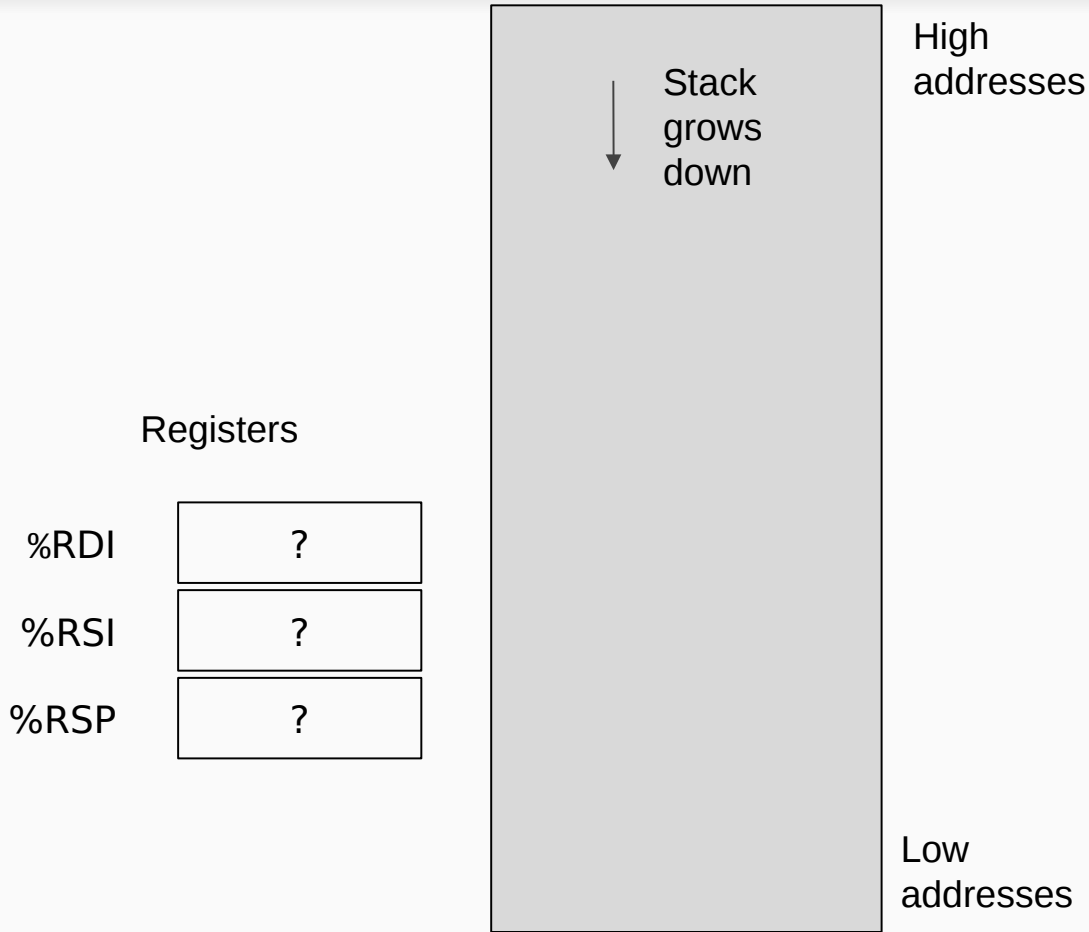 High
addresses
Stack
grows
down
Registers
%RDI
?
%RSI
?
%RSP
?
Low
addresses